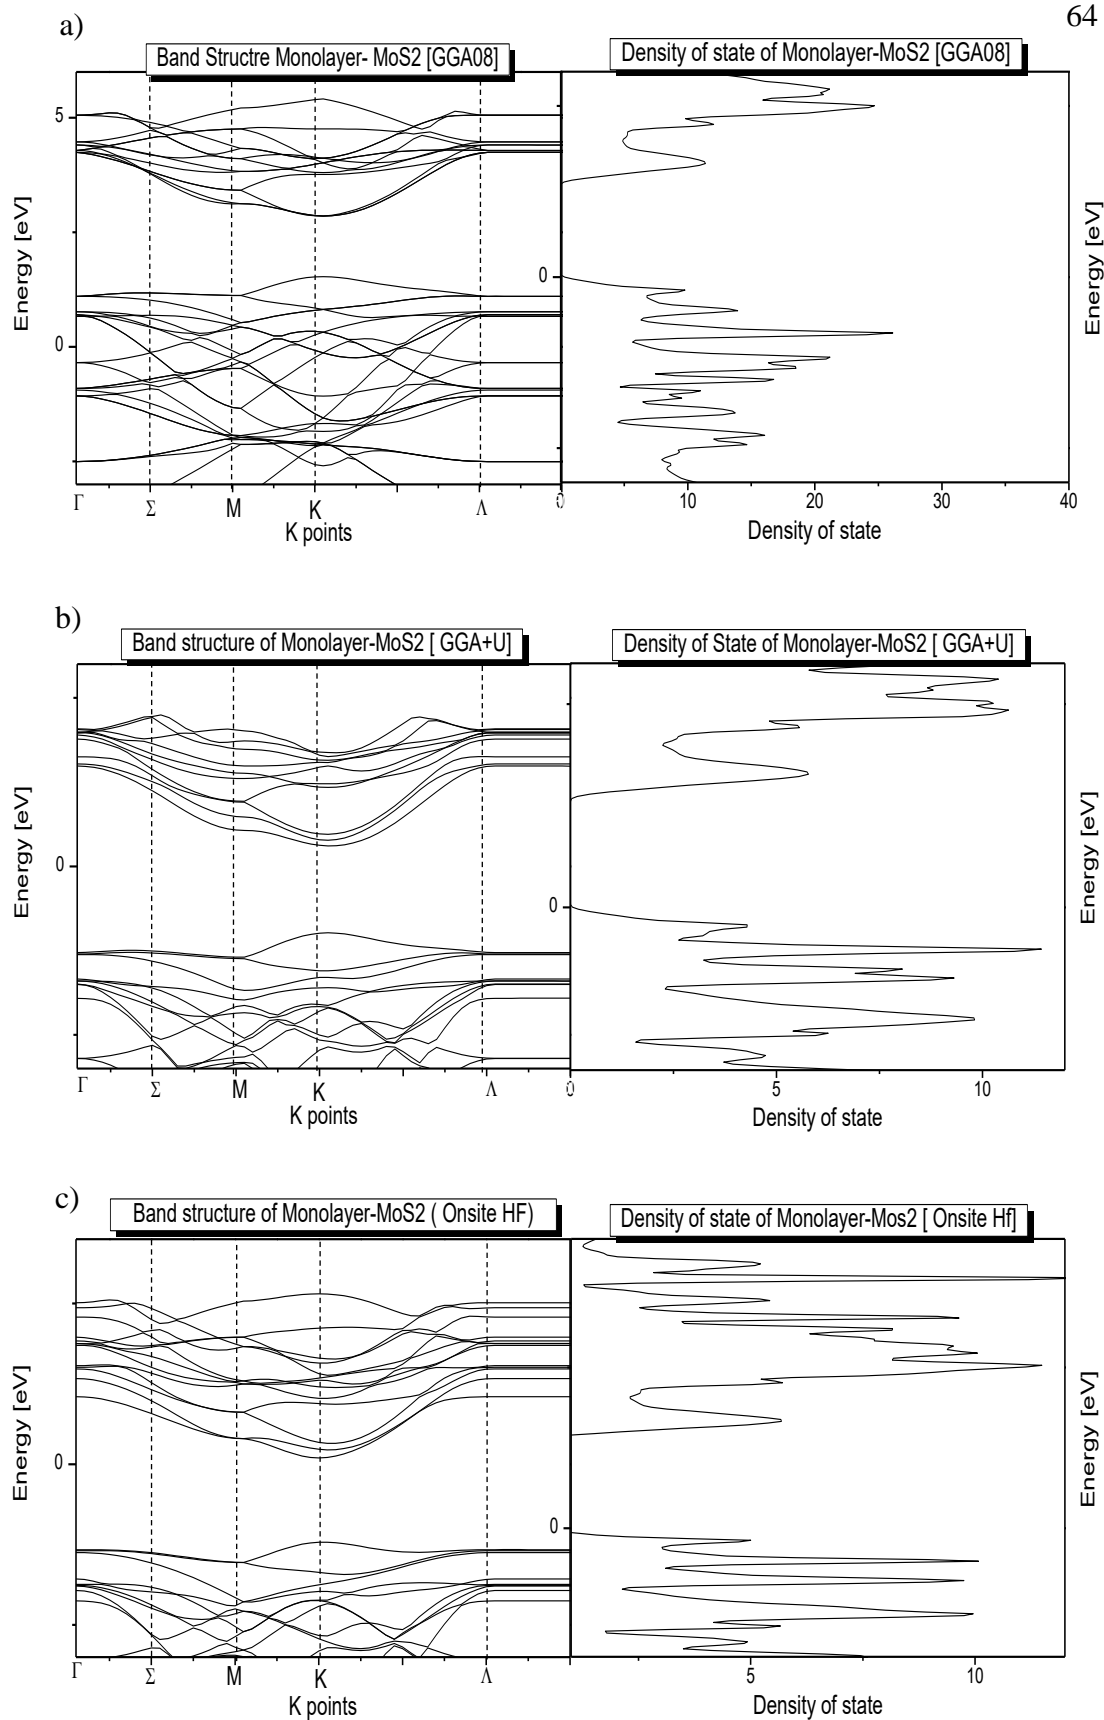 64
a)
Band Structre Monolayer- MoS2 [GGA08]
Density of state of Monolayer-MoS2 [GGA08]
5
0
Energy [eV]
Γ Σ M K Λ
K points
0
Energy [eV]
0 10 20 30 40
Density of state
b)
Band structure of Monolayer-MoS2 [ GGA+U]
Density of State of Monolayer-MoS2 [ GGA+U]
0
Energy [eV]
Γ Σ M K Λ
K points
0
Energy [eV]
0 5 10
Density of state
c)
Band structure of Monolayer-MoS2 ( Onsite HF)
Density of state of Monolayer-Mos2 [ Onsite Hf]
0
Energy [eV]
Γ Σ M K Λ
K points
0
Energy [eV]
5 10
Density of state